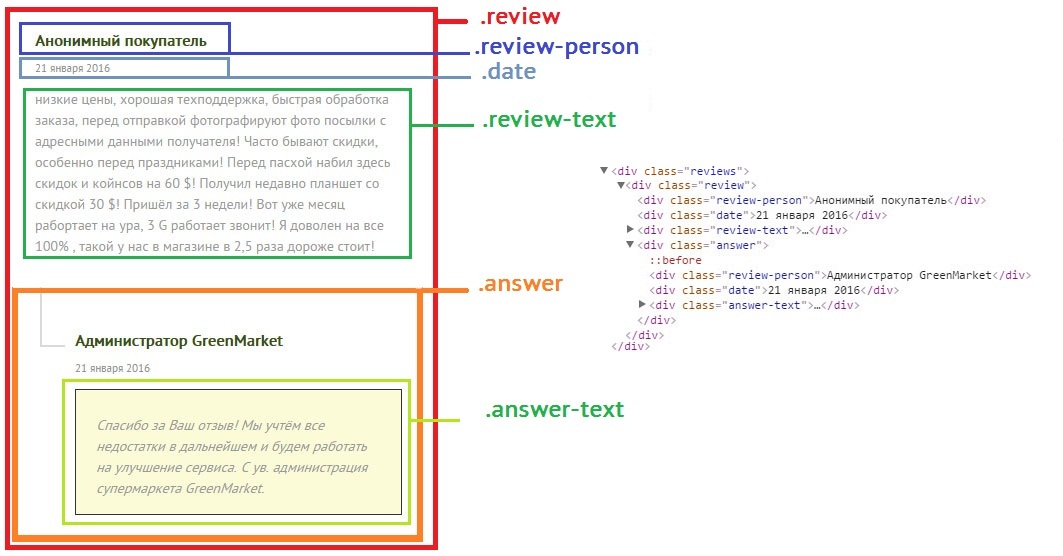 .review
Анонимный покупатель
.review-person
21 января 2016
.date
низкие цены, хорошая техподдержка, быстрая обработка
заказа, перед отправкой фотографируют фото посылки с
адресными данными получателя! Часто бывают скидки,
особенно перед праздниками! Перед пасхой набил здесь
скидок и койнсов на 60 $! Получил недавно планшет со
скидкой 30 $! Пришёл за 3 недели! Вот уже месяц
рабортает на ура, 3 G работает звонит! Я доволен на все
100% , такой у нас в магазине в 2,5 раза дороже стоит!
.review-text
.answer
Администратор GreenMarket
21 января 2016
Спасибо за Ваш отзыв! Мы учтём все
недостатки в дальнейшем и будем работать
на улучшение сервиса. С ув. администрация
супермаркета GreenMarket.
.answer-text
▼<div class="reviews">
▼<div class="review">
<div class="review-person">Анонимный покупатель</div>
<div class="date">21 января 2016</div>
▶<div class="review-text">…</div>
▼<div class="answer">
::before
<div class="review-person">Администратор GreenMarket</div>
<div class="date">21 января 2016</div>
▶<div class="answer-text">…</div>
</div>
</div>
</div>